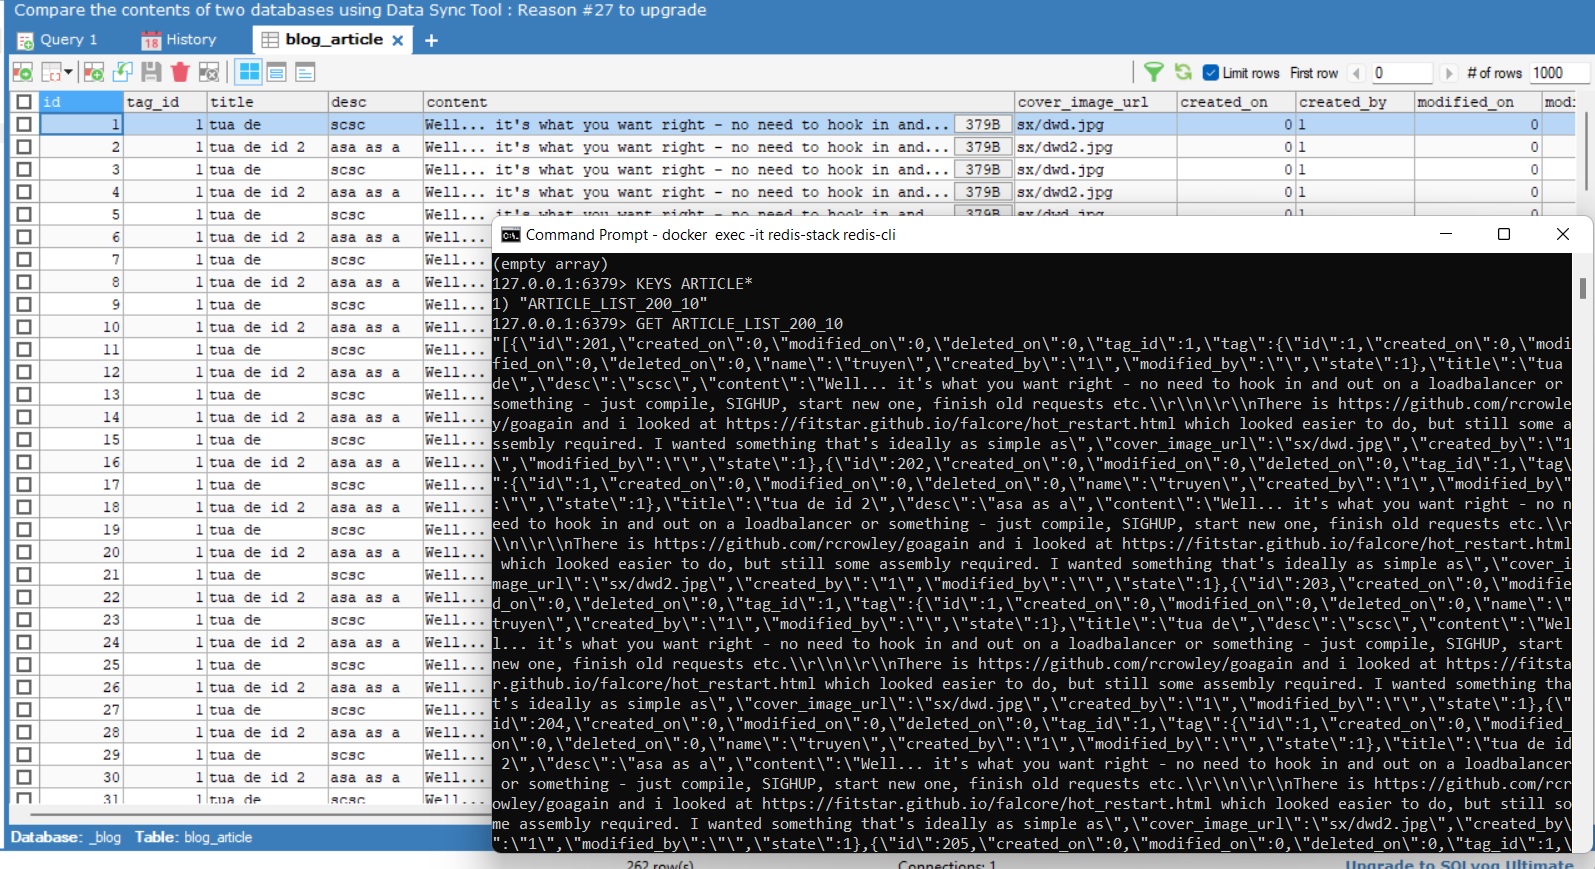 Compare the contents of two databases using Data Sync Tool : Reason #27 to upgrade
Query 1 18 History blog_article × +
Limit rows First row 0 # of rows 1000
id tag_id title desc content cover_image_url created_on created_by modified_on
1 1 tua de scsc Well... it's what you want right - no need to hook in and... 379B sx/dwd.jpg 0 1 0
2 1 tua de id 2 asa as a Well... it's what you want right - no need to hook in and... 379B sx/dwd2.jpg 0 1 0
3 1 tua de scsc Well... it's what you want right - no need to hook in and... 379B sx/dwd.jpg 0 1 0
4 1 tua de id 2 asa as a Well... it's what you want right - no need to hook in and... 379B sx/dwd2.jpg 0 1 0
5 1 tua de scsc Well... it's what you want right - no need to hook in and 379B sx/dwd.jpg 0 1 0
6 1 tua de id 2 asa as a Well...
7 1 tua de scsc Well...
8 1 tua de id 2 asa as a Well...
9 1 tua de scsc Well...
10 1 tua de id 2 asa as a Well...
11 1 tua de scsc Well...
12 1 tua de id 2 asa as a Well...
13 1 tua de scsc Well...
14 1 tua de id 2 asa as a Well...
15 1 tua de scsc Well...
16 1 tua de id 2 asa as a Well...
17 1 tua de scsc Well...
18 1 tua de id 2 asa as a Well...
19 1 tua de scsc Well...
20 1 tua de id 2 asa as a Well...
21 1 tua de scsc Well...
22 1 tua de id 2 asa as a Well...
23 1 tua de scsc Well...
24 1 tua de id 2 asa as a Well...
25 1 tua de scsc Well...
26 1 tua de id 2 asa as a Well...
27 1 tua de scsc Well...
28 1 tua de id 2 asa as a Well...
29 1 tua de scsc Well...
30 1 tua de id 2 asa as a Well...
31 1 tua de scsc Well...
Database: _blog Table: blog_article
262 row(s) Connections: 1 Upgrade to SQLyog Ultimate
Command Prompt - docker exec -it redis-stack redis-cli
(empty array)
127.0.0.1:6379> KEYS ARTICLE*
1) "ARTICLE_LIST_200_10"
127.0.0.1:6379> GET ARTICLE_LIST_200_10
"[{\"id\":201,\"created_on\":0,\"modified_on\":0,\"deleted_on\":0,\"tag_id\":1,\"tag\":{\"id\":1,\"created_on\":0,\"modi
fied_on\":0,\"deleted_on\":0,\"name\":\"truyen\",\"created_by\":\"1\",\"modified_by\":\"\",\"state\":1},\"title\":\"tua 
de\",\"desc\":\"scsc\",\"content\":\"Well... it's what you want right - no need to hook in and out on a loadbalancer or 
something - just compile, SIGHUP, start new one, finish old requests etc.\\r\\n\\r\\nThere is https://github.com/rcrowle
y/goagain and i looked at https://fitstar.github.io/falcore/hot_restart.html which looked easier to do, but still some a
ssembly required. I wanted something that's ideally as simple as\",\"cover_image_url\":\"sx/dwd.jpg\",\"created_by\":\"1
\",\"modified_by\":\"\",\"state\":1},{\"id\":202,\"created_on\":0,\"modified_on\":0,\"deleted_on\":0,\"tag_id\":1,\"tag\
":{\"id\":1,\"created_on\":0,\"modified_on\":0,\"deleted_on\":0,\"name\":\"truyen\",\"created_by\":\"1\",\"modified_by\"
:\"\",\"state\":1},\"title\":\"tua de id 2\",\"desc\":\"asa as a\",\"content\":\"Well... it's what you want right - no n
eed to hook in and out on a loadbalancer or something - just compile, SIGHUP, start new one, finish old requests etc.\\r
\\n\\r\\nThere is https://github.com/rcrowley/goagain and i looked at https://fitstar.github.io/falcore/hot_restart.html
 which looked easier to do, but still some assembly required. I wanted something that's ideally as simple as\",\"cover_i
mage_url\":\"sx/dwd2.jpg\",\"created_by\":\"1\",\"modified_by\":\"\",\"state\":1},{\"id\":203,\"created_on\":0,\"modifie
d_on\":0,\"deleted_on\":0,\"tag_id\":1,\"tag\":{\"id\":1,\"created_on\":0,\"modified_on\":0,\"deleted_on\":0,\"name\":\"
truyen\",\"created_by\":\"1\",\"modified_by\":\"\",\"state\":1},\"title\":\"tua de\",\"desc\":\"scsc\",\"content\":\"Wel
l... it's what you want right - no need to hook in and out on a loadbalancer or something - just compile, SIGHUP, start 
new one, finish old requests etc.\\r\\n\\r\\nThere is https://github.com/rcrowley/goagain and i looked at https://fitsta
r.github.io/falcore/hot_restart.html which looked easier to do, but still some assembly required. I wanted something tha
t's ideally as simple as\",\"cover_image_url\":\"sx/dwd.jpg\",\"created_by\":\"1\",\"modified_by\":\"\",\"state\":1},{\"
id\":204,\"created_on\":0,\"modified_on\":0,\"deleted_on\":0,\"tag_id\":1,\"tag\":{\"id\":1,\"created_on\":0,\"modified_
on\":0,\"deleted_on\":0,\"name\":\"truyen\",\"created_by\":\"1\",\"modified_by\":\"\",\"state\":1},\"title\":\"tua de id
 2\",\"desc\":\"asa as a\",\"content\":\"Well... it's what you want right - no need to hook in and out on a loadbalancer
 or something - just compile, SIGHUP, start new one, finish old requests etc.\\r\\n\\r\\nThere is https://github.com/rcr
owley/goagain and i looked at https://fitstar.github.io/falcore/hot_restart.html which looked easier to do, but still so
me assembly required. I wanted something that's ideally as simple as\",\"cover_image_url\":\"sx/dwd2.jpg\",\"created_by\
":\"1\",\"modified_by\":\"\",\"state\":1},{\"id\":205,\"created_on\":0,\"modified_on\":0,\"deleted_on\":0,\"tag_id\":1,\